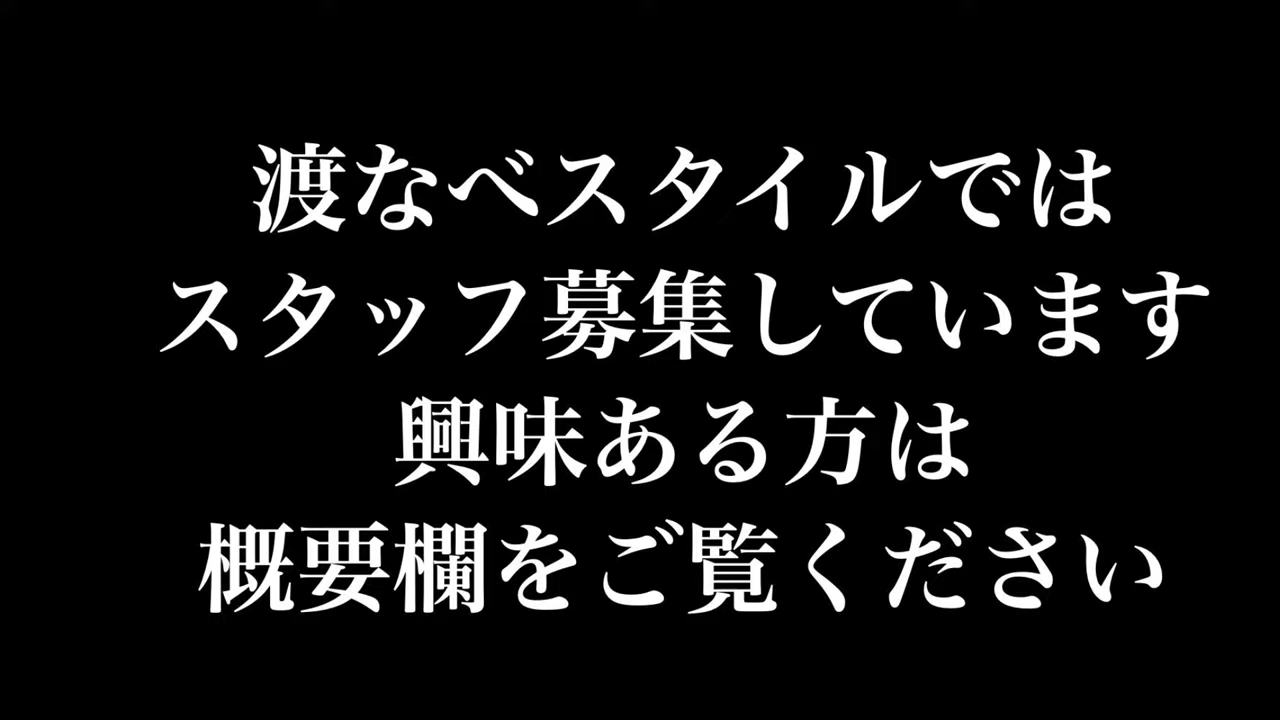 渡なべスタイルでは
スタッフ募集しています
興味ある方は
概要欄をご覧ください